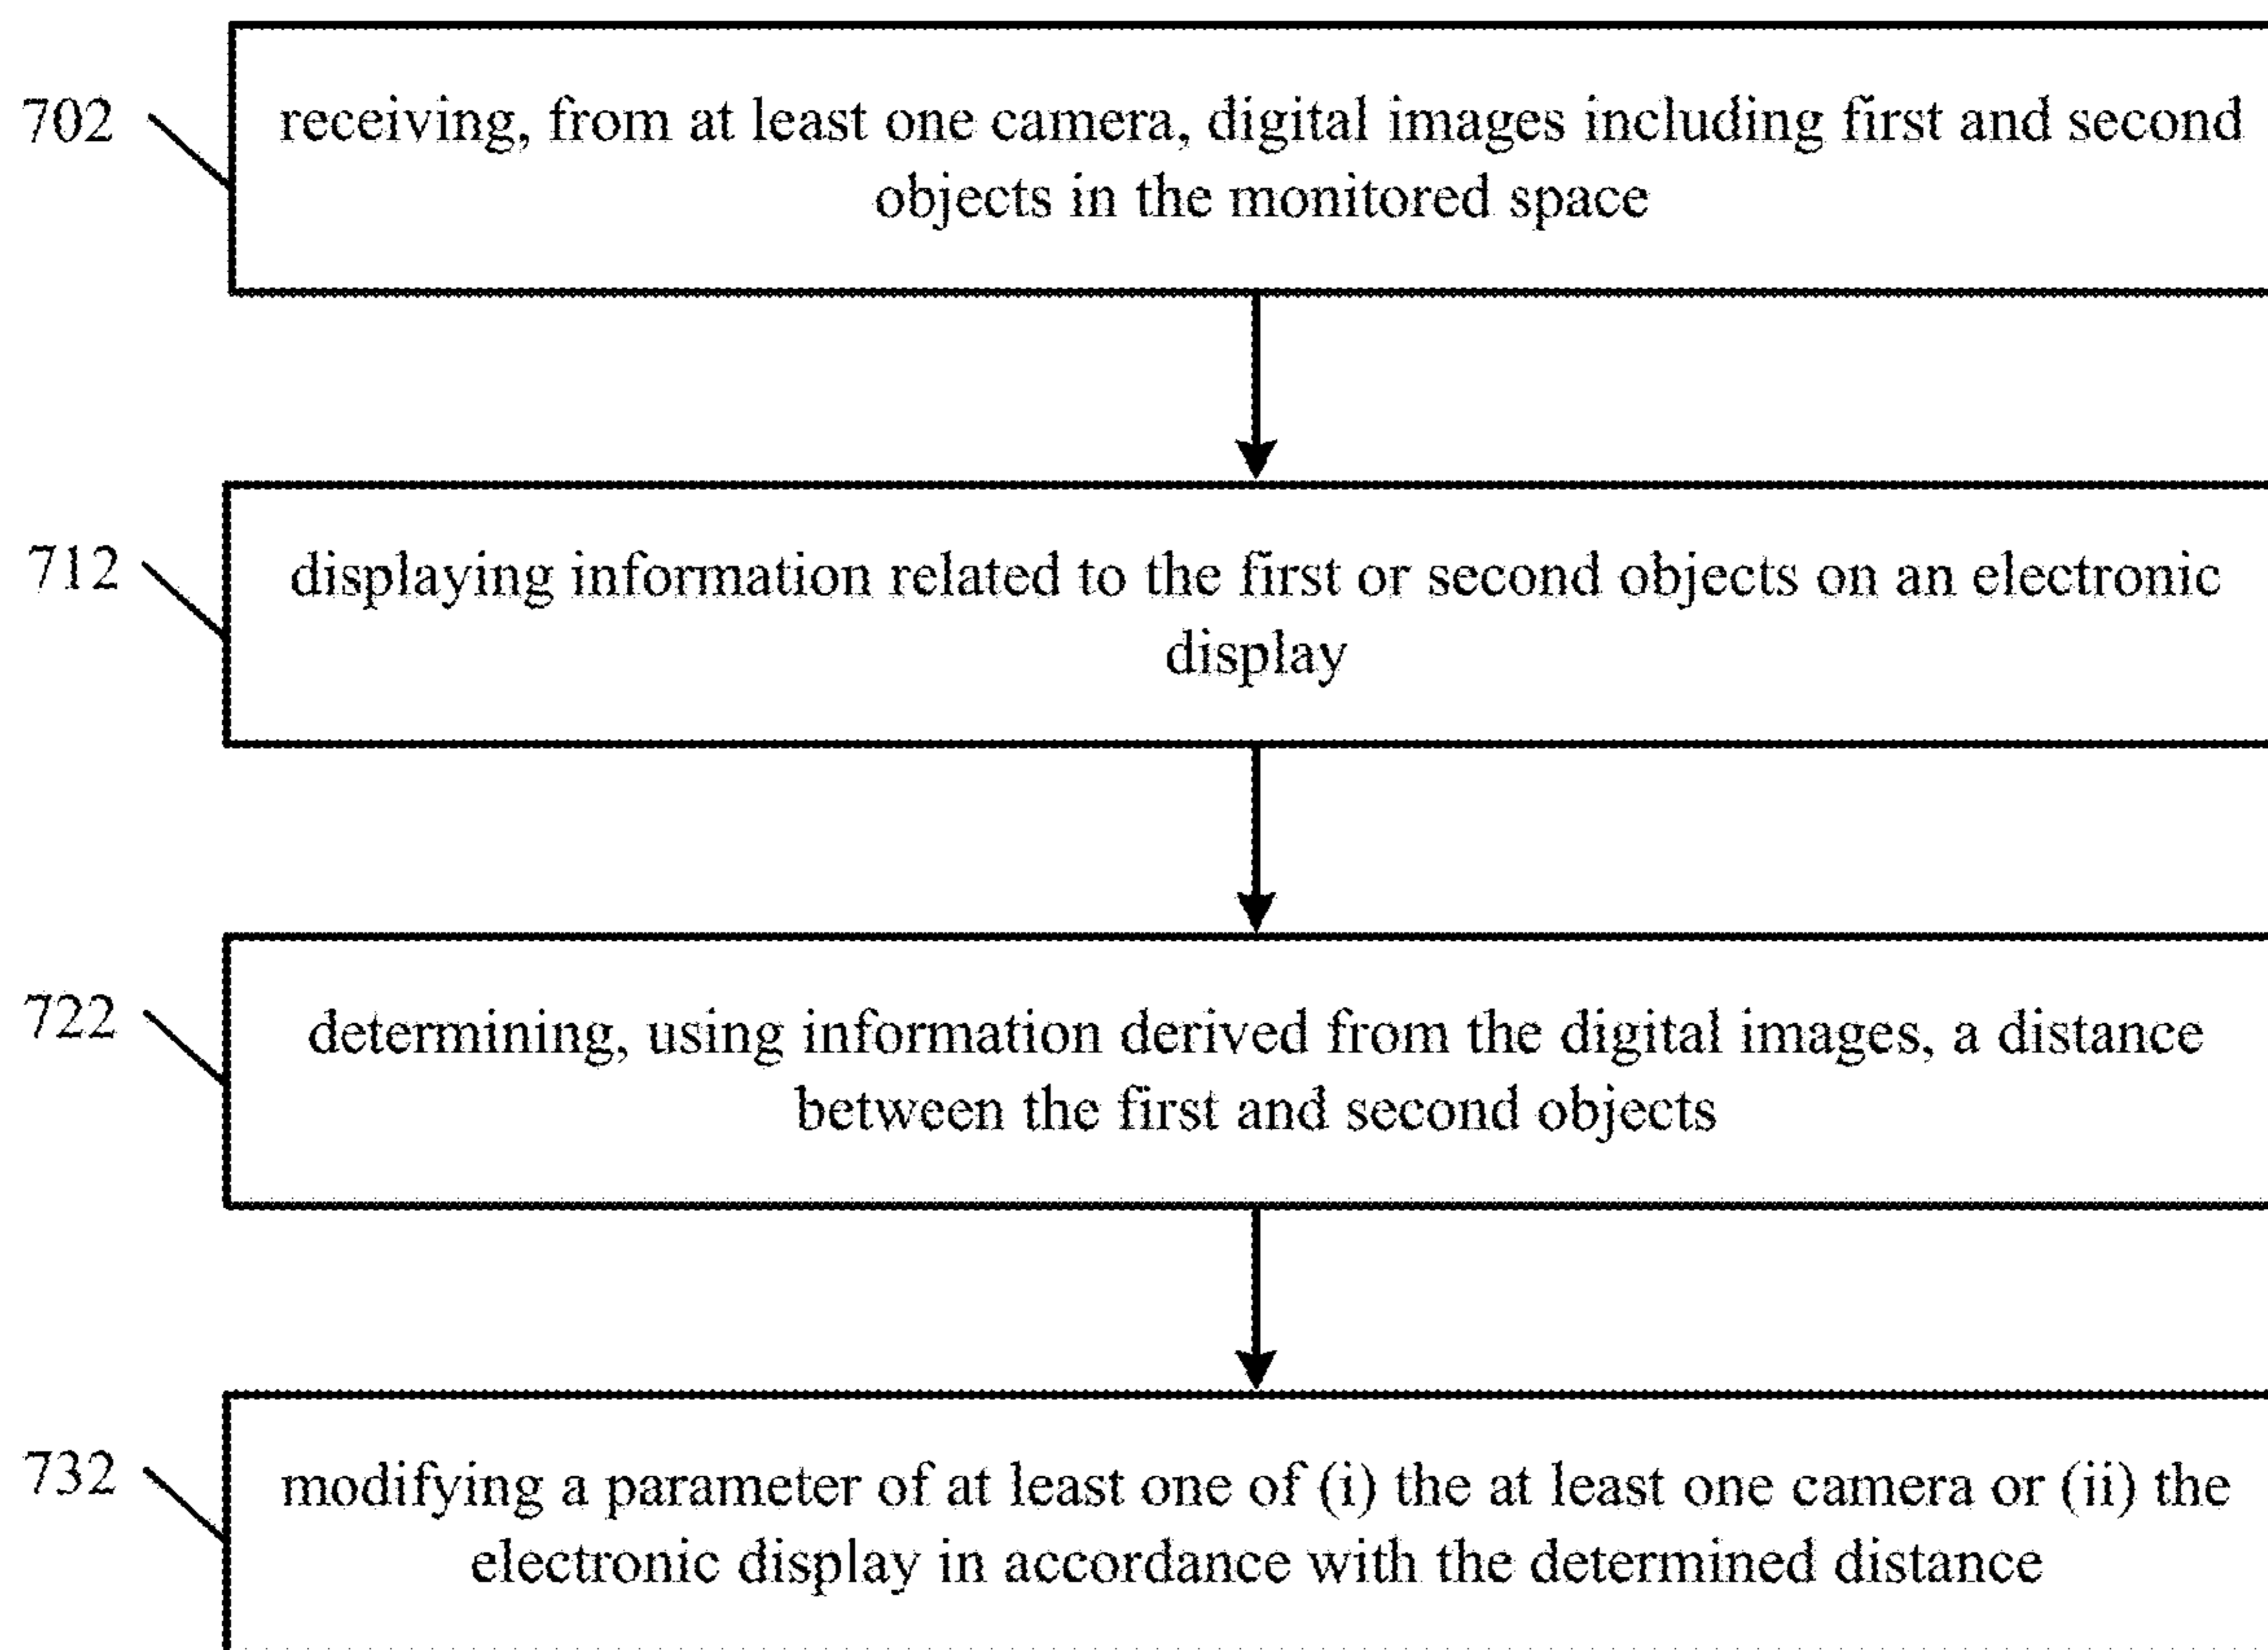 702
receiving, from at least one camera, digital images including first and second
objects in the monitored space
712
displaying information related to the first or second objects on an electronic
display
722
determining, using information derived from the digital images, a distance
between the first and second objects
732
modifying a parameter of at least one of (i) the at least one camera or (ii) the
electronic display in accordance with the determined distance